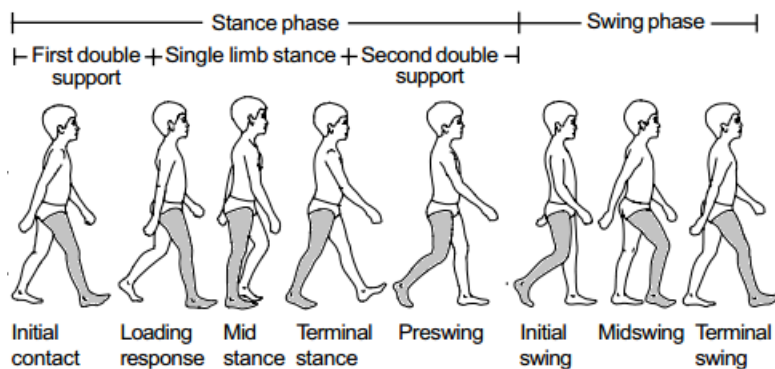 Stance phase
Swing phase
First double support
Single limb stance
Second double support
Initial contact
Loading response
Mid stance
Terminal stance
Preswing
Initial swing
Midswing
Terminal swing